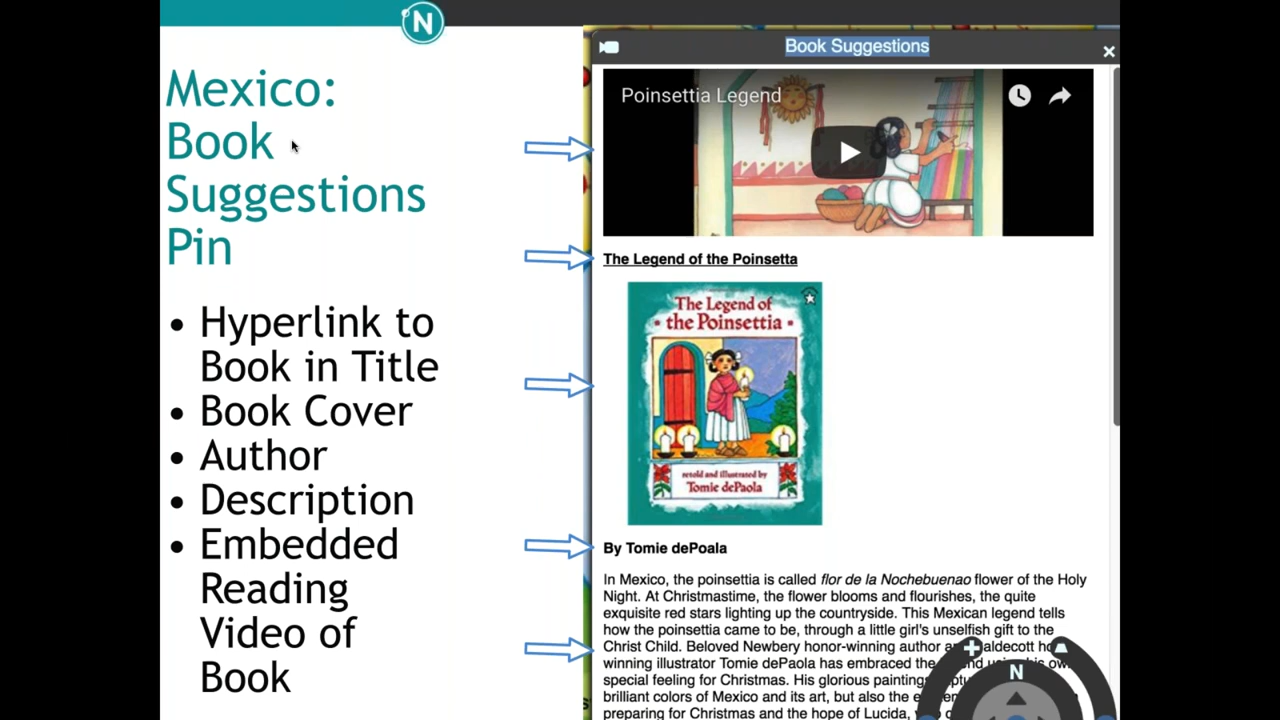 N
Mexico:
Book
Suggestions
Pin
• Hyperlink to
Book in Title
• Book Cover
• Author
• Description
• Embedded
Reading
Video of
Book
Book Suggestions
Poinsettia Legend
The Legend of the Poinsetta
The Legend of
• the Poinsettia •
retold and illustrated by
Tomie dePaola
By Tomie dePoala
In Mexico, the poinsettia is called flor de la Nochebuenao flower of the Holy
Night. At Christmastime, the flower blooms and flourishes, the quite
exquisite red stars lighting up the countryside. This Mexican legend tells
how the poinsettia came to be, through a little girl's unselfish gift to the
Christ Child. Beloved Newbery honor-winning author
winning illustrator Tomie dePaola has embraced the
special feeling for Christmas. His glorious paintings
N
brilliant colors of Mexico and its art, but also the
preparing for Christmas and the hope of Lucida,